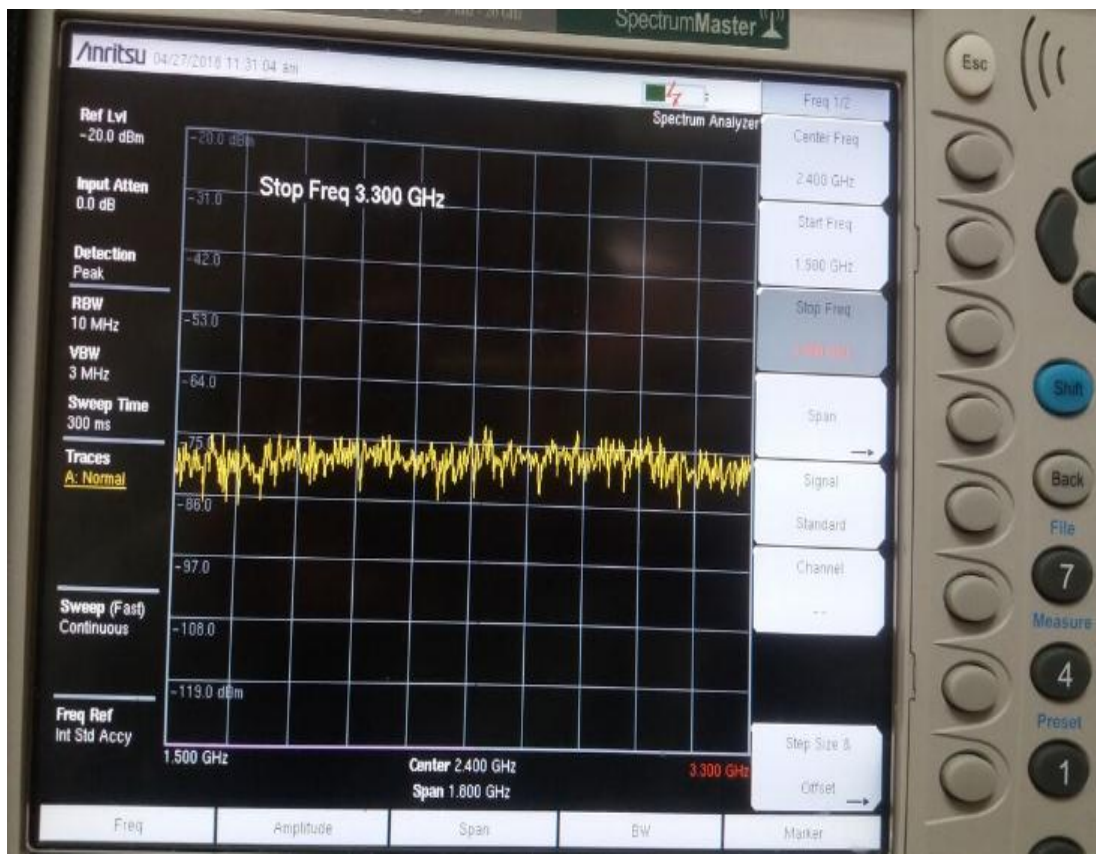 SpectrumMaster
Anritsu 04/27/2016 11:31:04 am
Spectrum Analyzer
Ref Lvl
-20.0 dBm
Input Atten
0.0 dB
Detection
Peak
RBW
10 MHz
VBW
3 MHz
Sweep Time
300 ms
Traces
A: Normal
Sweep (Fast)
Continuous
Freq Ref
Int Std Accy
-20.0 dBm
Stop Freq 3.300 GHz
-31.0
-42.0
-53.0
-64.0
-75.0
-86.0
-97.0
-108.0
-119.0 dBm
1.500 GHz
Center 2.400 GHz
3.300 GHz
Span 1.800 GHz
Freq 1/2
Center Freq
2.400 GHz
Start Freq
1.500 GHz
Stop Freq
Span
Signal
Standard
Channel
--
Step Size &
Offset
Freq
Amplitude
Span
BW
Marker
Esc
Shift
Back
File
7
Measure
4
Preset
1